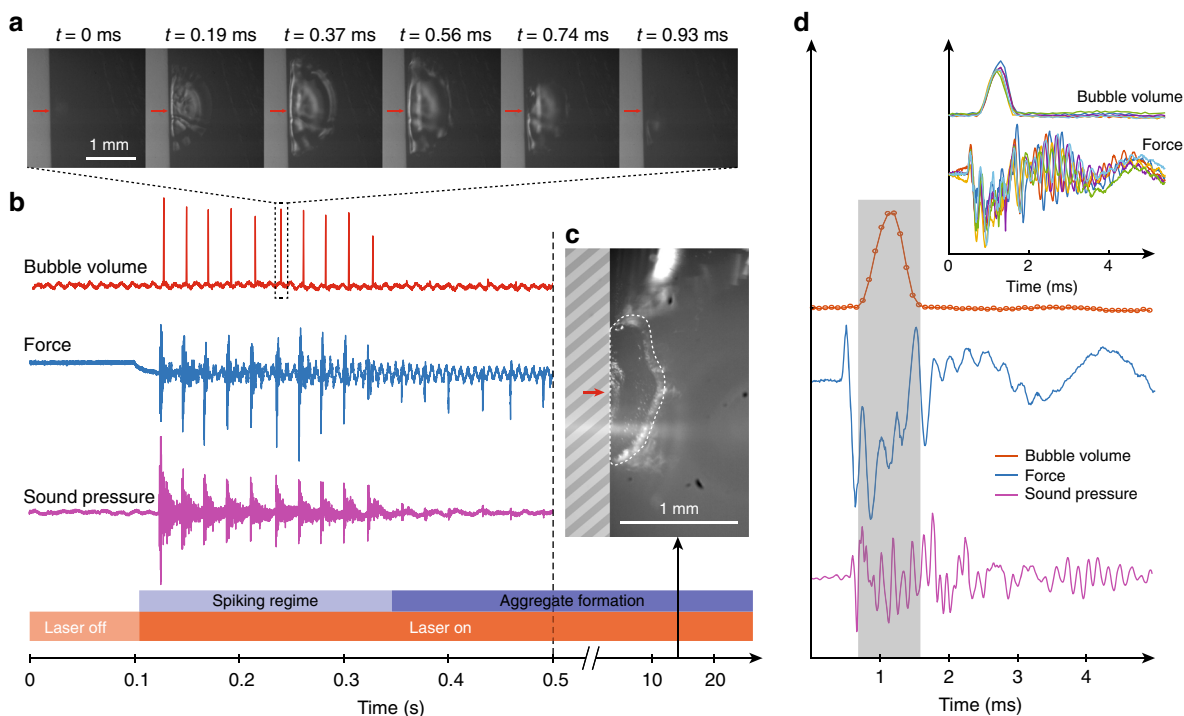 a
t = 0 ms t = 0.19 ms t = 0.37 ms t = 0.56 ms t = 0.74 ms t = 0.93 ms
1 mm
b
Bubble volume
Force
Sound pressure
Spiking regime Aggregate formation
Laser off Laser on
0 0.1 0.2 0.3 0.4 0.5 10 20
Time (s)
c
1 mm
d
Bubble volume
Force
0 2 4
Time (ms)
Bubble volume
Force
Sound pressure
1 2 3 4
Time (ms)